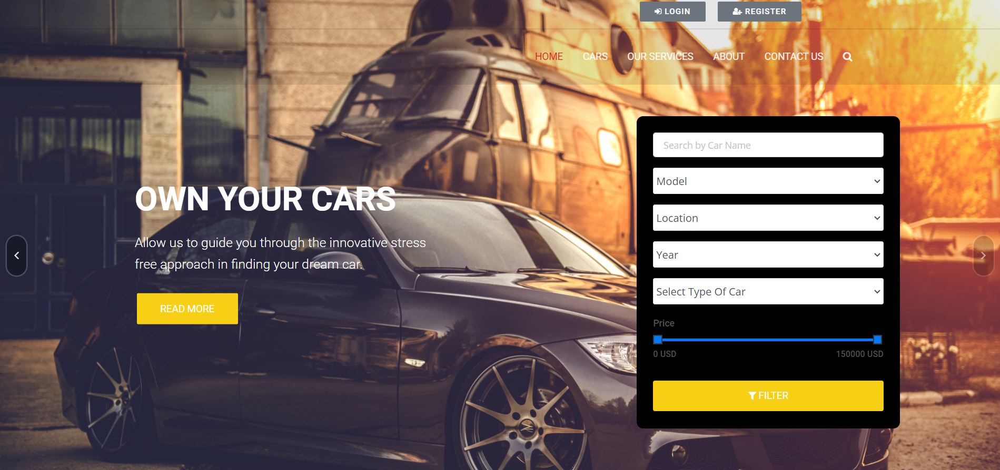 LOGIN
REGISTER
HOME
CARS
OUR SERVICES
ABOUT
CONTACT US
OWN YOUR CARS
Allow us to guide you through the innovative stress
free approach in finding your dream car.
READ MORE
Search by Car Name
Model
Location
Year
Select Type Of Car
Price
0 USD
150000 USD
FILTER